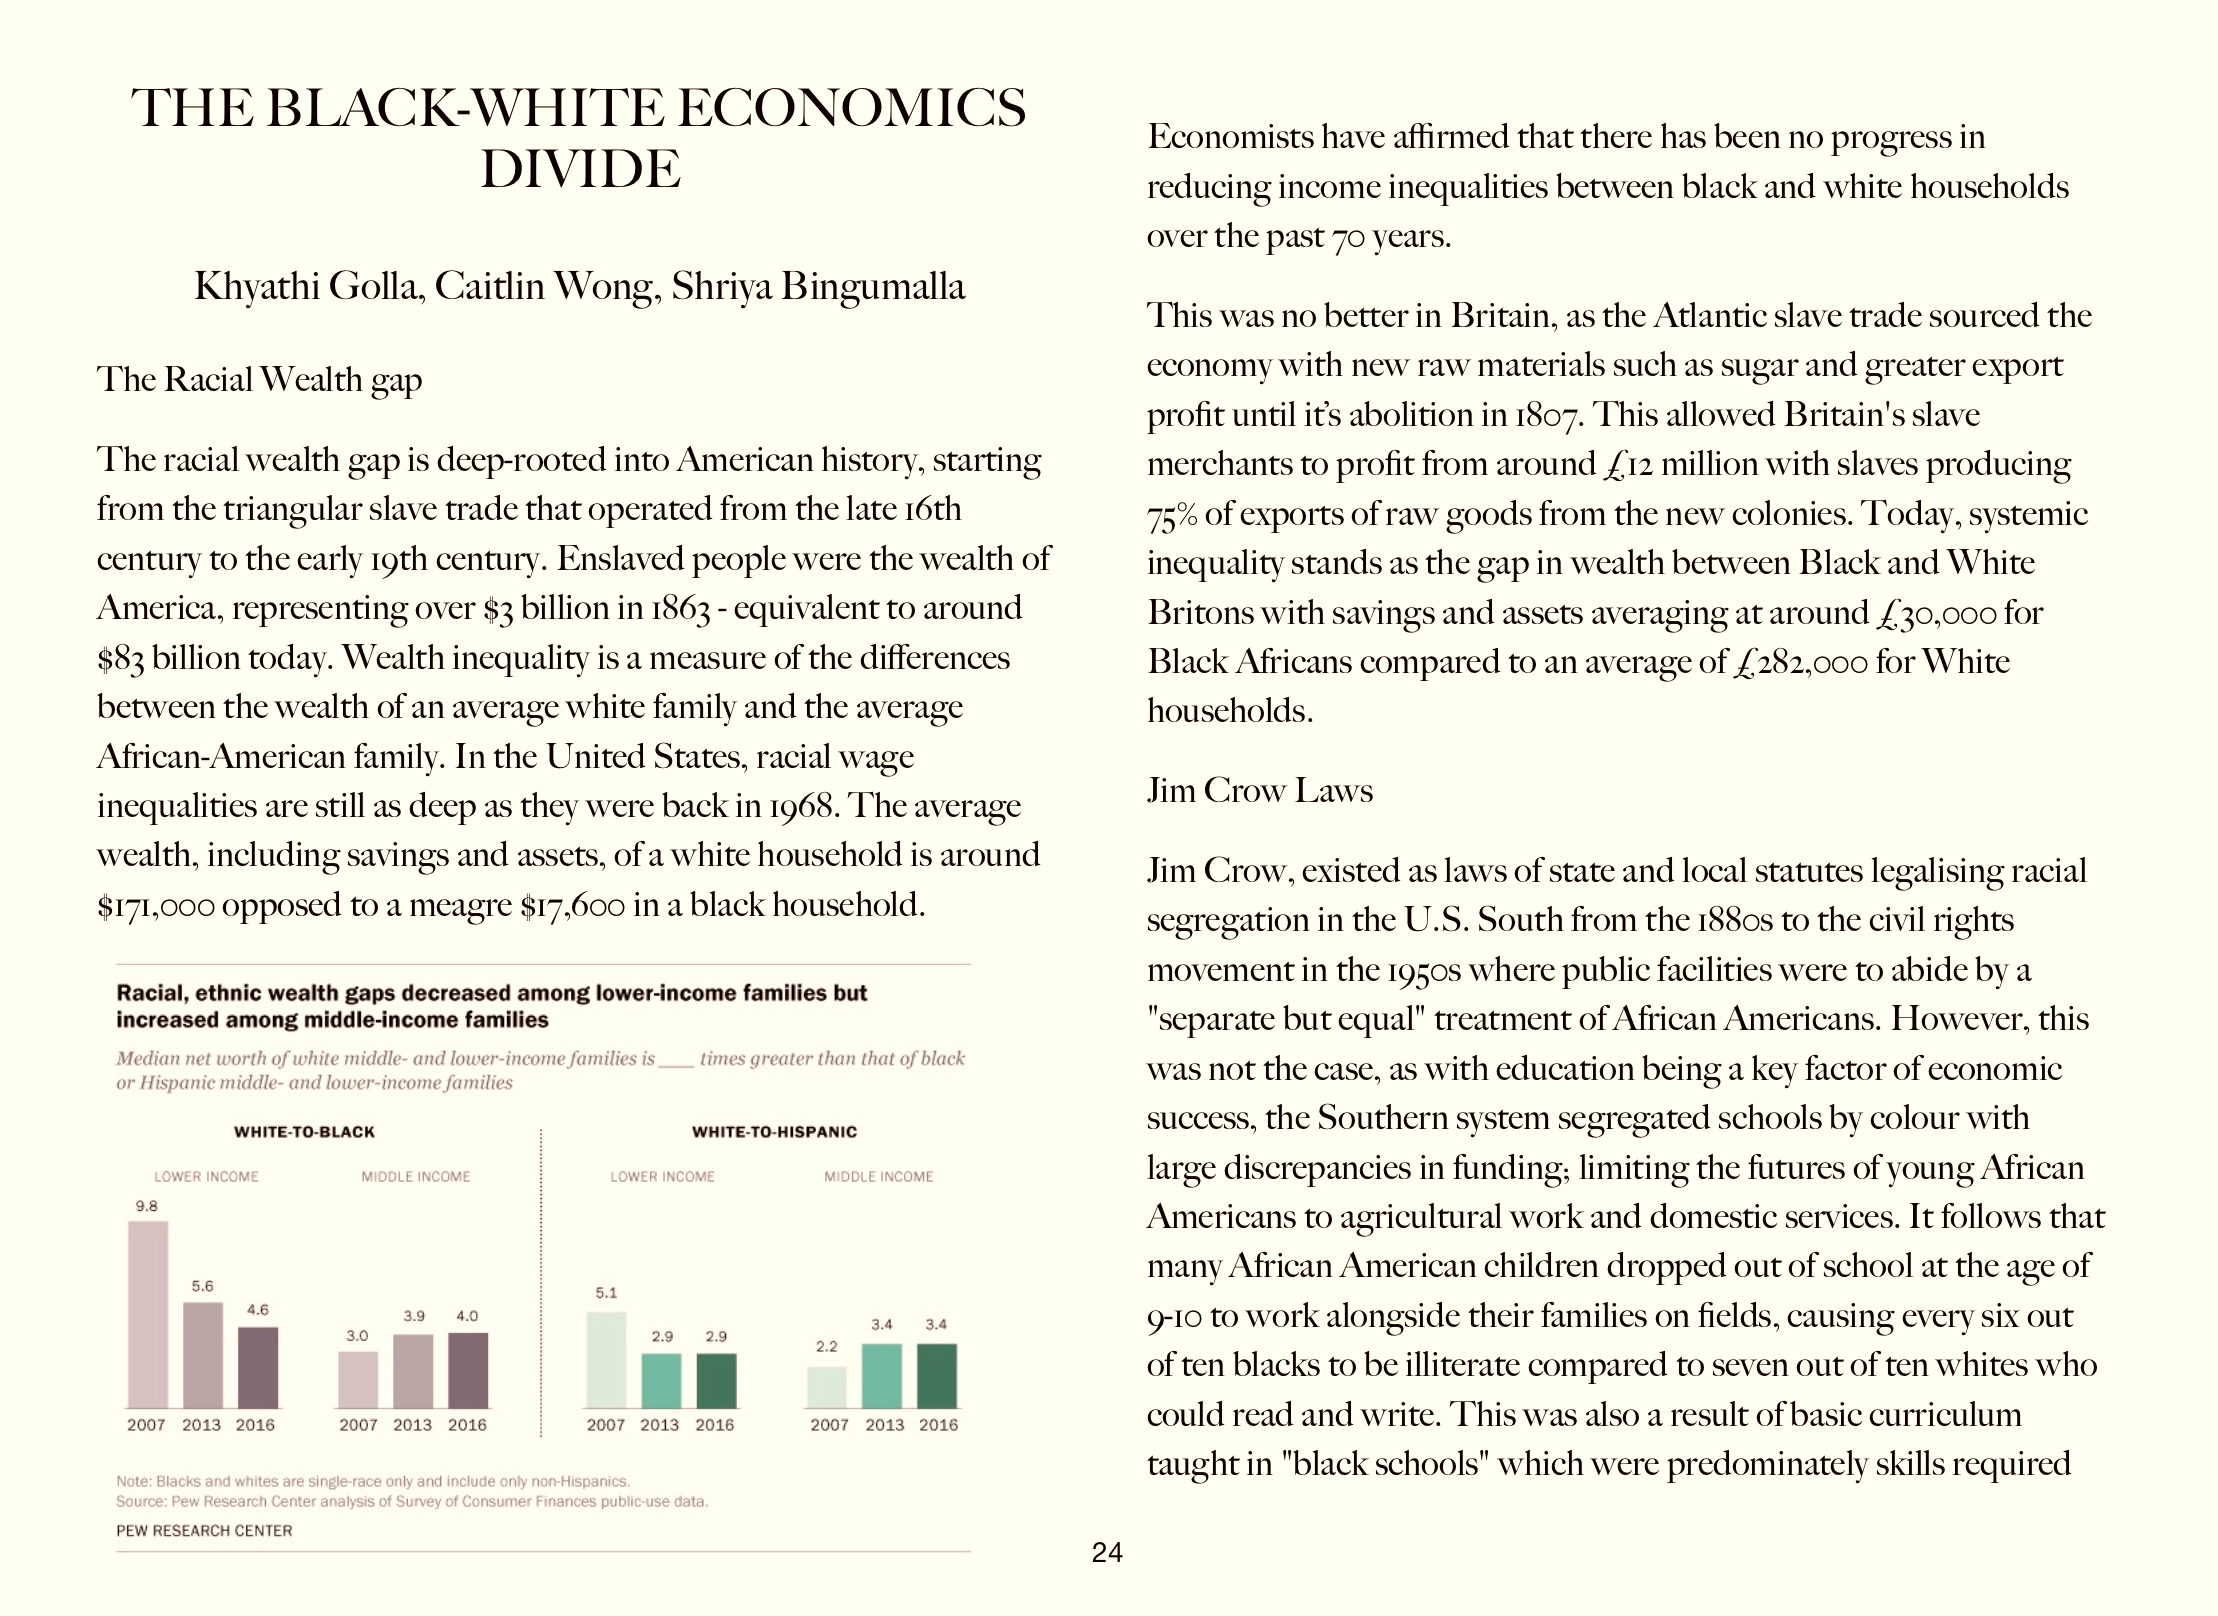 THE BLACK-WHITE ECONOMICS
DIVIDE
Khyathi Golla, Caitlin Wong, Shriya Bingumalla
The Racial Wealth gap
The racial wealth gap is deep-rooted into American history, starting
from the triangular slave trade that operated from the late 16th
century to the early 19th century. Enslaved people were the wealth of
America, representing over $3 billion in 1863 - equivalent to around
$83 billion today. Wealth inequality is a measure of the differences
between the wealth of an average white family and the average
African-American family. In the United States, racial wage
inequalities are still as deep as they were back in 1968. The average
wealth, including savings and assets, of a white household is around
$171,000 opposed to a meagre $17,600 in a black household.
Racial, ethnic wealth gaps decreased among lower-income families but
increased among middle-income families
Median net worth of white middle- and lower-income families is ___ times greater than that of black
or Hispanic middle- and lower-income families
WHITE-TO-BLACK
LOWER INCOME
MIDDLE INCOME
9.8
5.6
4.6
3.0
3.9
4.0
2007 2013 2016
2007 2013 2016
WHITE-TO-HISPANIC
LOWER INCOME
MIDDLE INCOME
5.1
2.9
2.9
2.2
3.4
3.4
2007 2013 2016
2007 2013 2016
Note: Blacks and whites are single-race only and include only non-Hispanics.
Source: Pew Research Center analysis of Survey of Consumer Finances public-use data.
PEW RESEARCH CENTER
Economists have affirmed that there has been no progress in
reducing income inequalities between black and white households
over the past 70 years.
This was no better in Britain, as the Atlantic slave trade sourced the
economy with new raw materials such as sugar and greater export
profit until it’s abolition in 1807. This allowed Britain's slave
merchants to profit from around £12 million with slaves producing
75% of exports of raw goods from the new colonies. Today, systemic
inequality stands as the gap in wealth between Black and White
Britons with savings and assets averaging at around £30,000 for
Black Africans compared to an average of £282,000 for White
households.
Jim Crow Laws
Jim Crow, existed as laws of state and local statutes legalising racial
segregation in the U.S. South from the 1880s to the civil rights
movement in the 1950s where public facilities were to abide by a
"separate but equal" treatment of African Americans. However, this
was not the case, as with education being a key factor of economic
success, the Southern system segregated schools by colour with
large discrepancies in funding; limiting the futures of young African
Americans to agricultural work and domestic services. It follows that
many African American children dropped out of school at the age of
9-10 to work alongside their families on fields, causing every six out
of ten blacks to be illiterate compared to seven out of ten whites who
could read and write. This was also a result of basic curriculum
taught in "black schools" which were predominately skills required
24